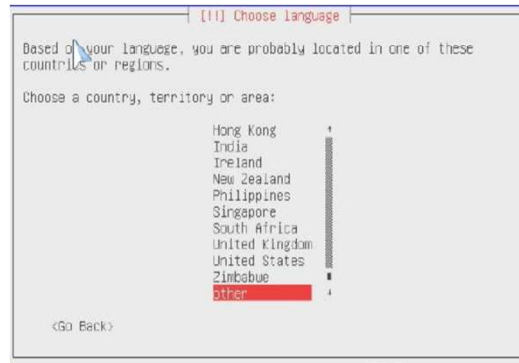 [!!] Choose language
Based on your language, you are probably located in one of these
countries or regions.
Choose a country, territory or area:
Hong Kong
India
Ireland
New Zealand
Philippines
Singapore
South Africa
United Kingdom
United States
Zimbabwe
other
<Go Back>